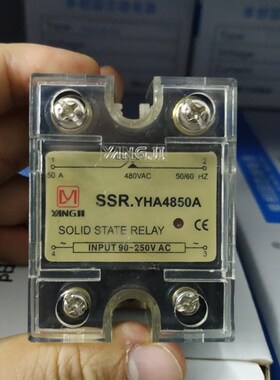 YANGJI
1 2
50 A 480VAC 50/60 HZ
SSR.YHA4850A
YANGJI
SOLID STATE RELAY CE
4 3
INPUT 90~250V AC